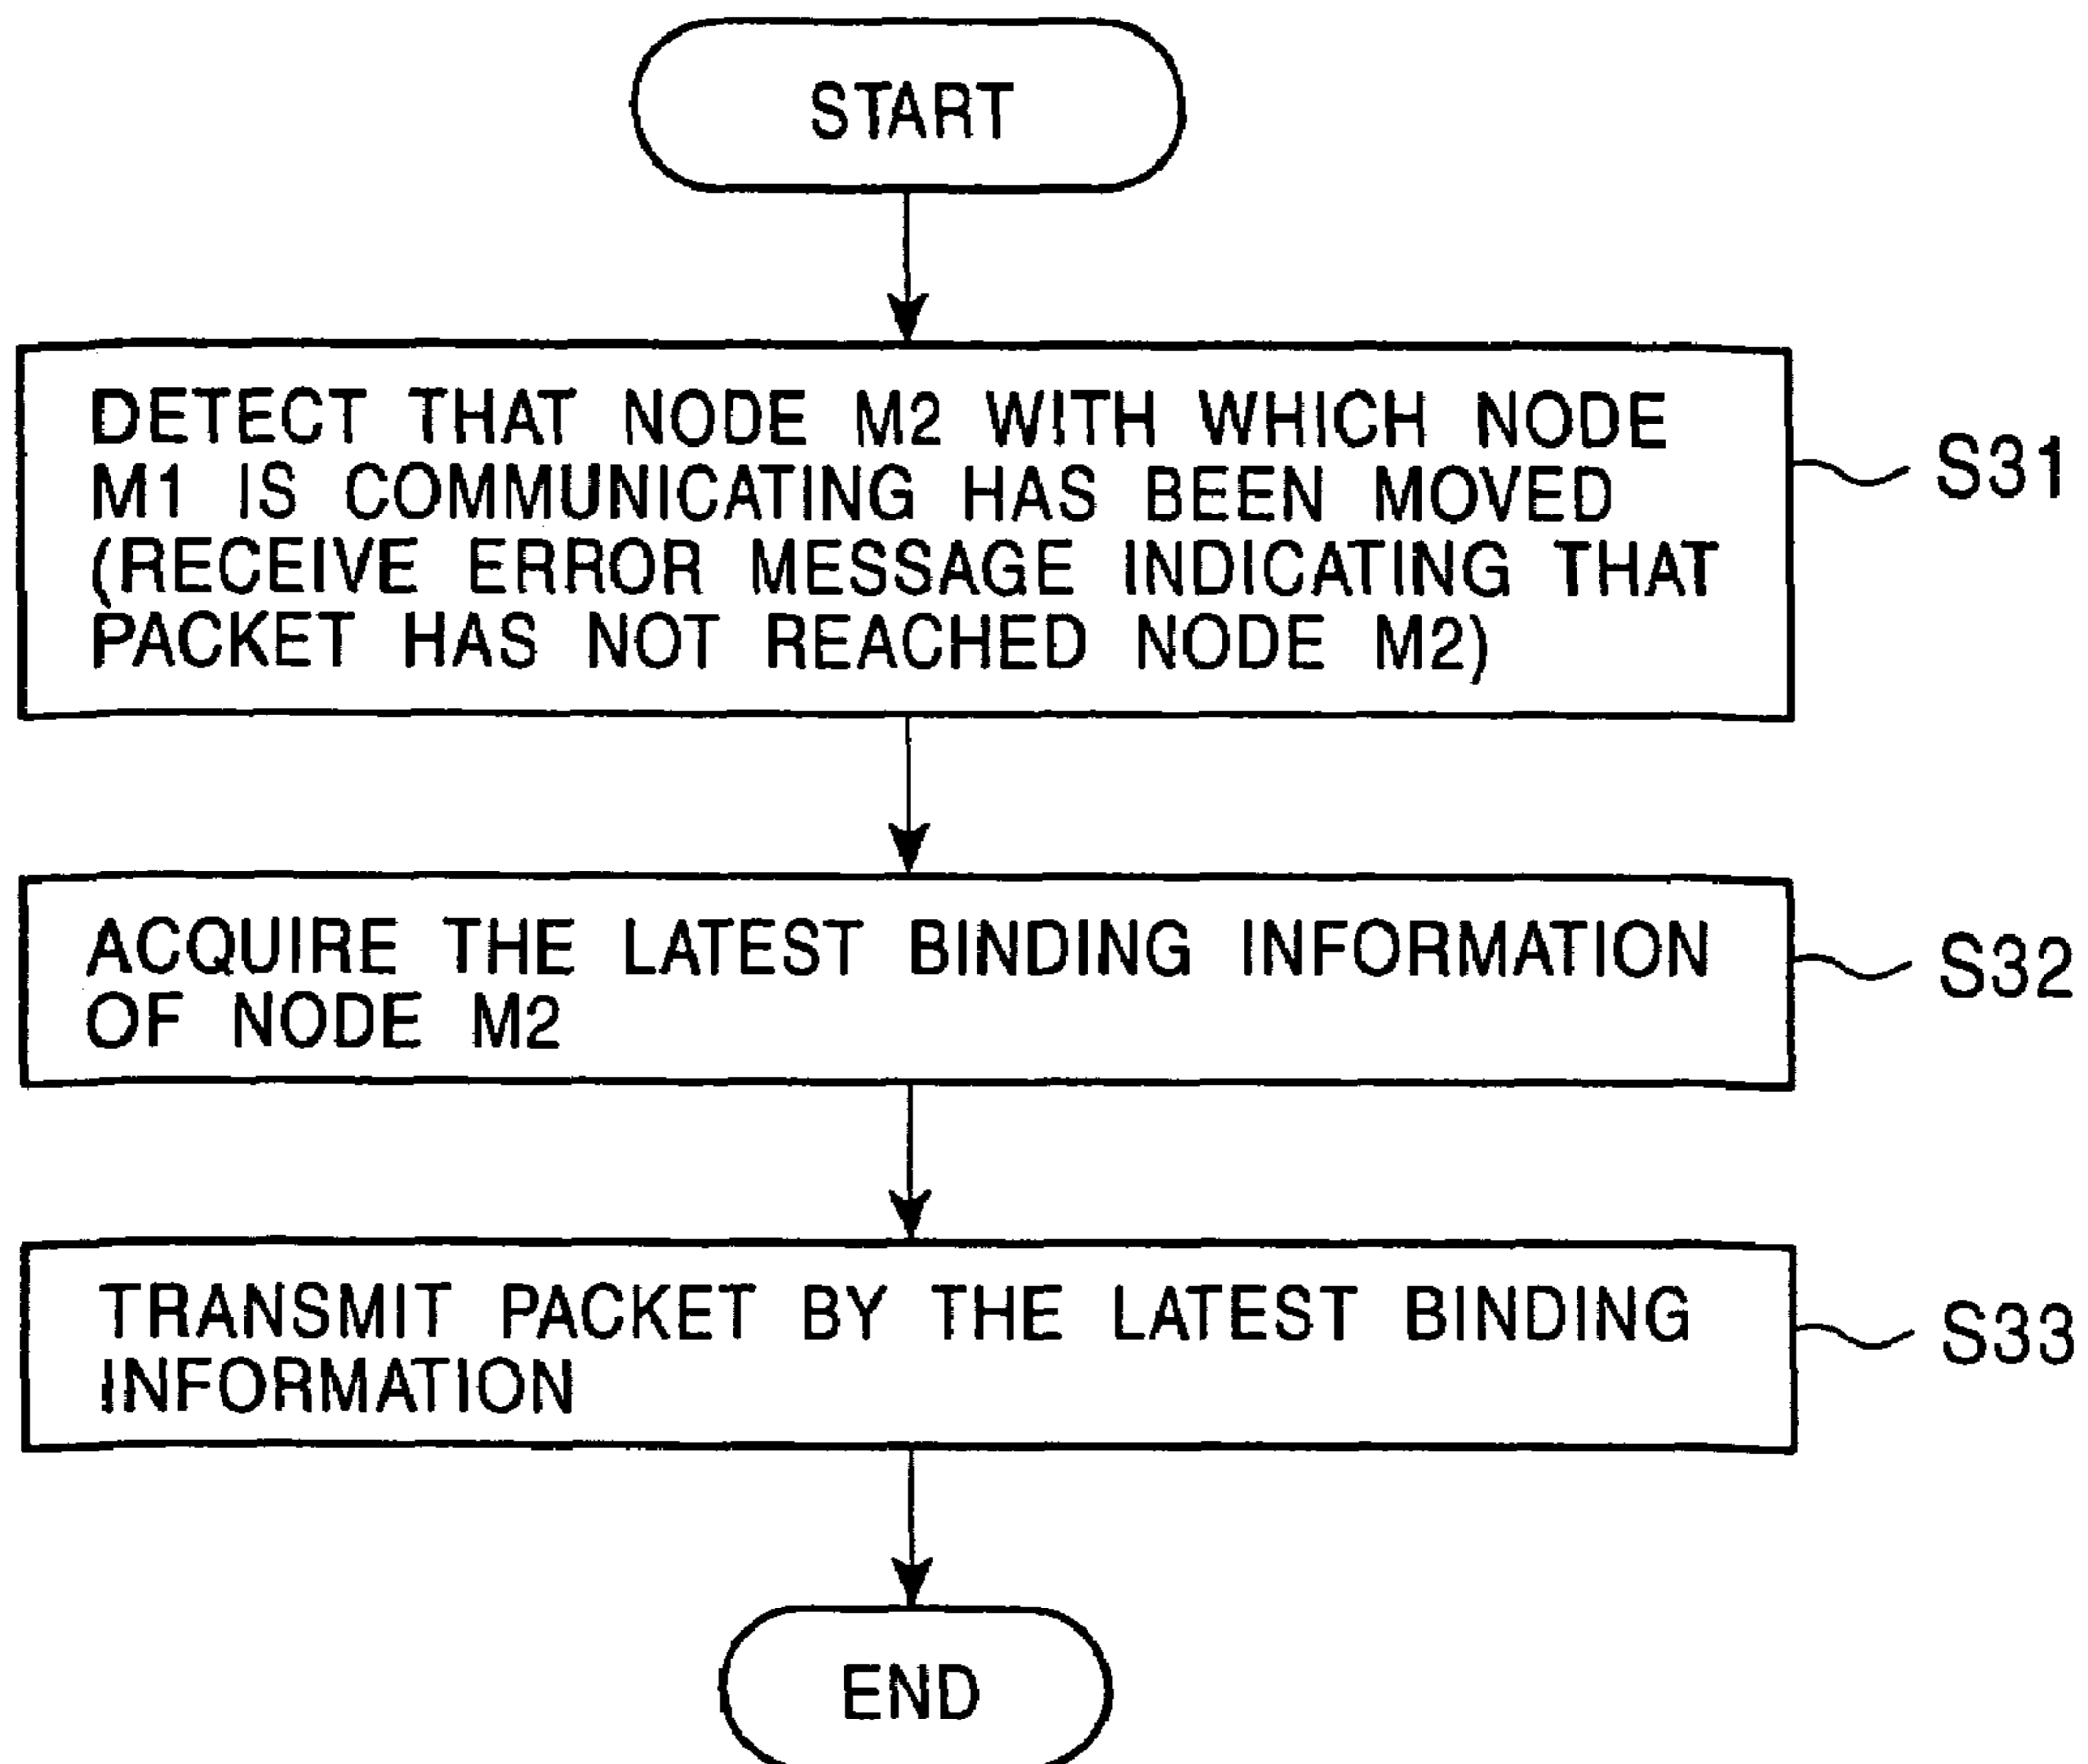 START
DETECT THAT NODE M2 WITH WHICH NODE
M1 IS COMMUNICATING HAS BEEN MOVED
(RECEIVE ERROR MESSAGE INDICATING THAT
PACKET HAS NOT REACHED NODE M2)
S31
ACQUIRE THE LATEST BINDING INFORMATION
OF NODE M2
S32
TRANSMIT PACKET BY THE LATEST BINDING
INFORMATION
S33
END